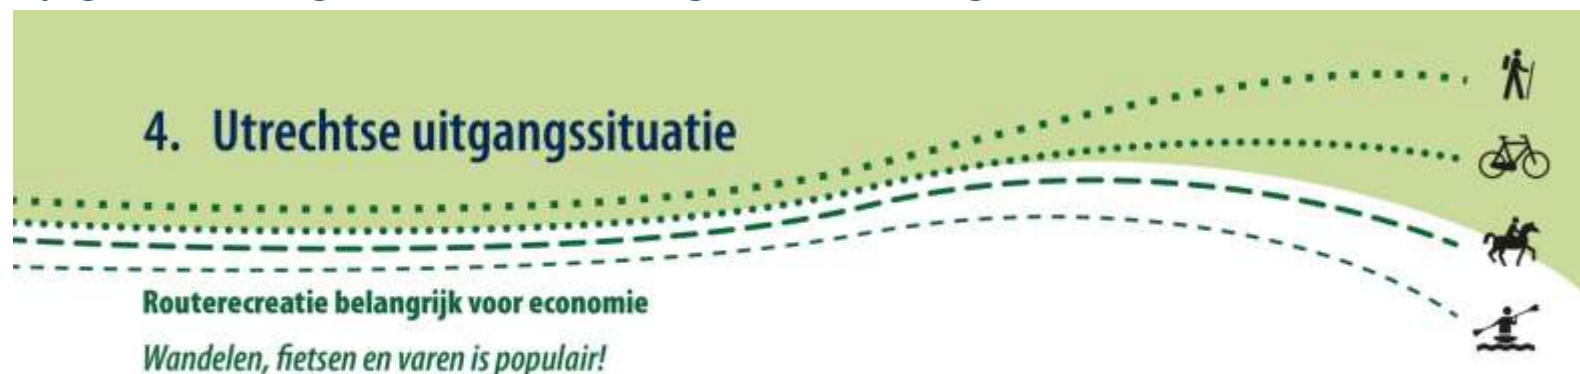 4. Utrechtse uitgangssituatie
Routerecreatie belangrijk voor economie
Wandelen, fietsen en varen is populair!